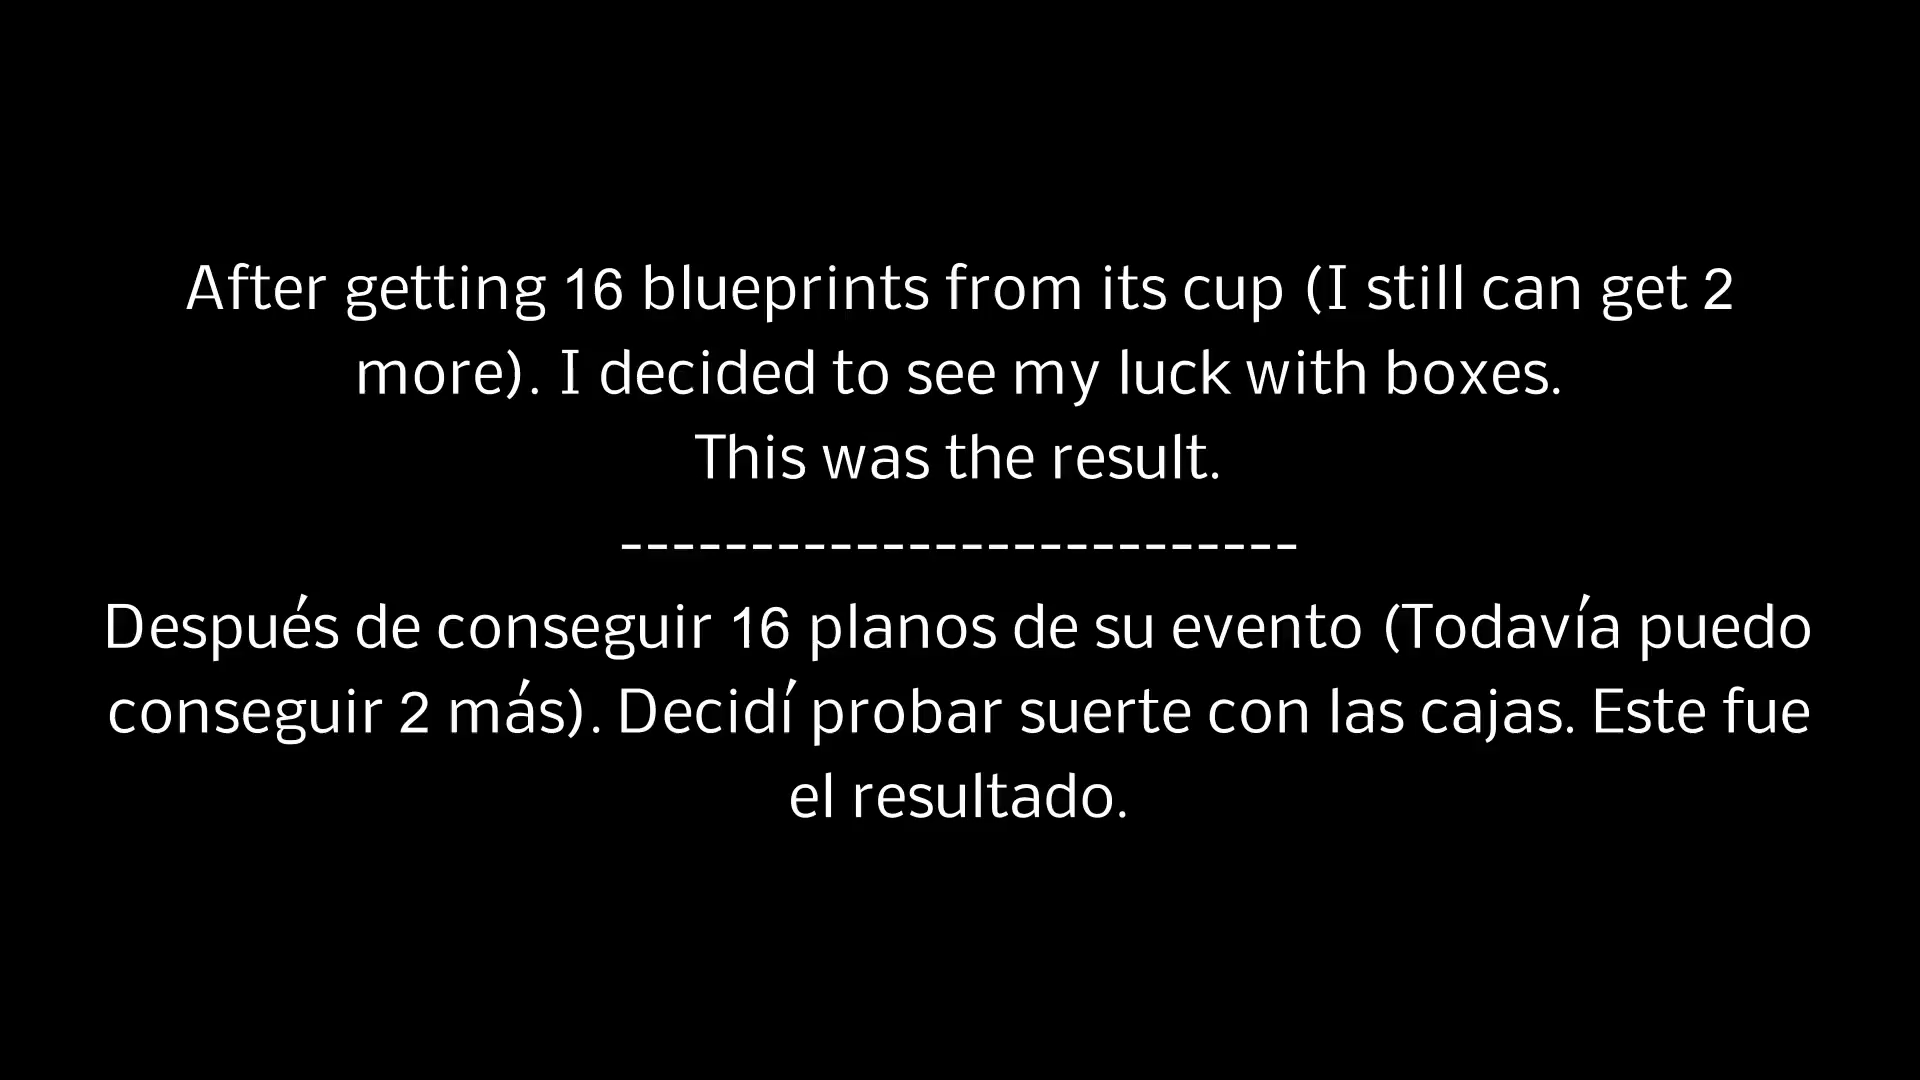 After getting 16 blueprints from its cup (I still can get 2
more). I decided to see my luck with boxes.
This was the result.
--------------------------
Después de conseguir 16 planos de su evento (Todavía puedo
conseguir 2 más). Decidí probar suerte con las cajas. Este fue
el resultado.